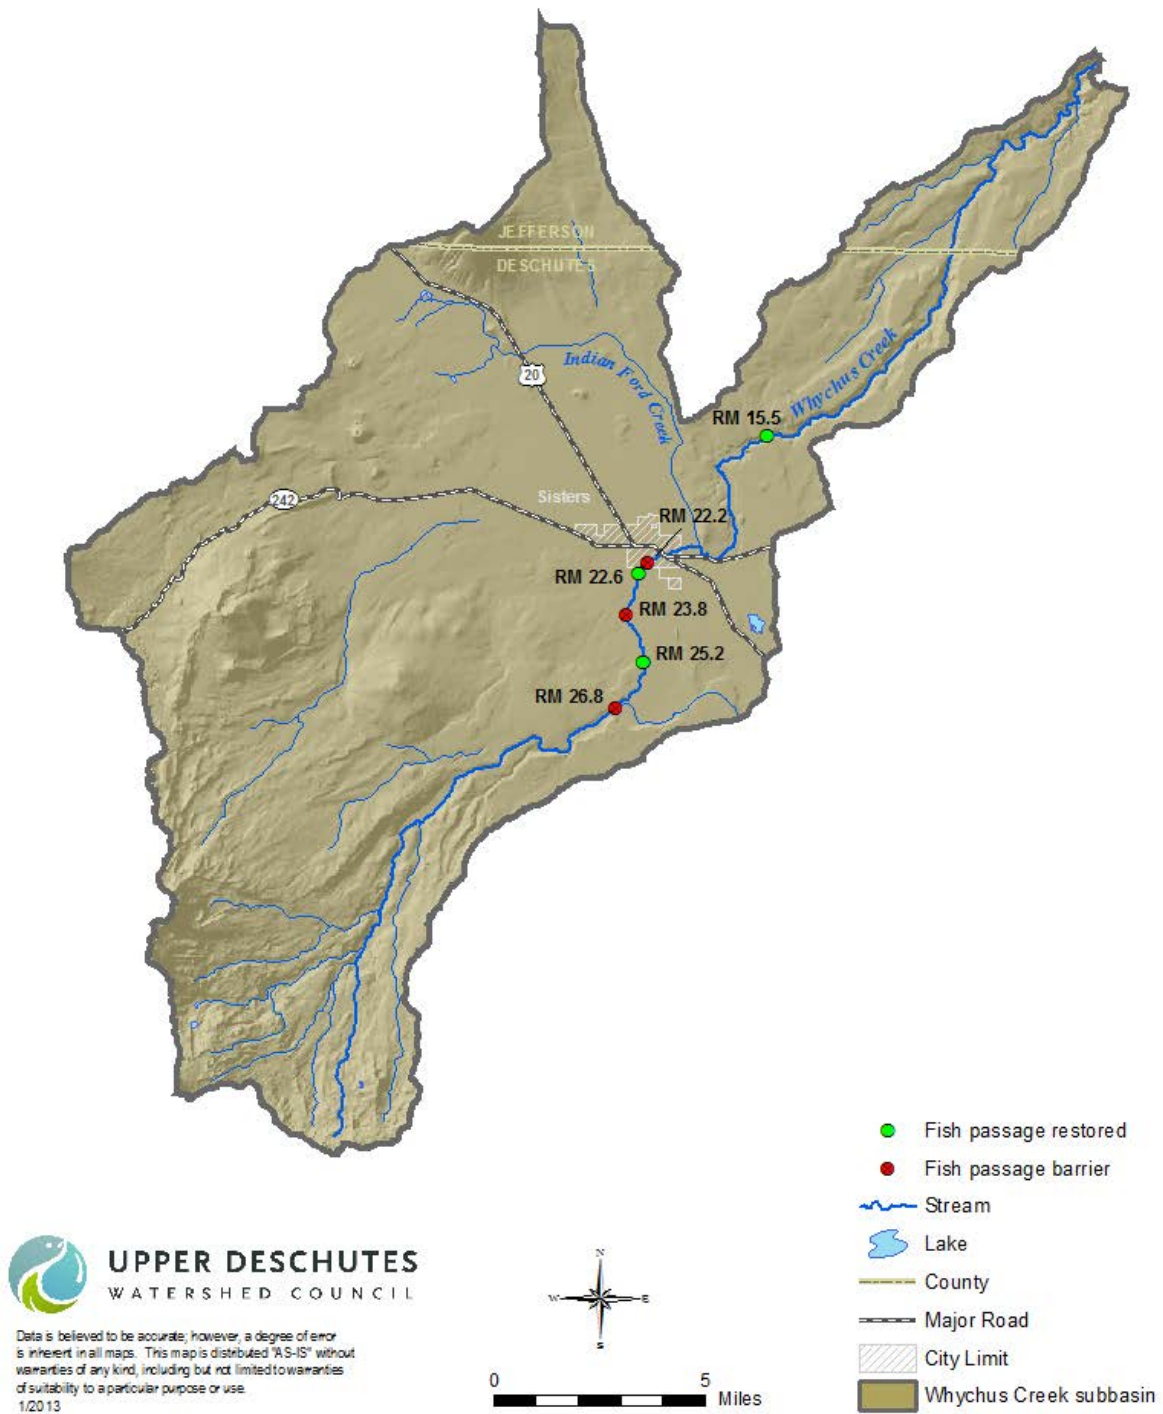 JEFFERSON
DESCHUTES
Indian Ford Creek
20
Whychus Creek
RM 15.5
242
Sisters
RM 22.2
RM 22.6
RM 23.8
RM 25.2
RM 26.8
Fish passage restored
Fish passage barrier
Stream
Lake
County
Major Road
City Limit
Whychus Creek subbasin
UPPER DESCHUTES
WATERSHED COUNCIL
Data is believed to be accurate; however, a degree of error
is inherent in all maps. This map is distributed "AS-IS" without
warranties of any kind, including but not limited to warranties
of suitability to a particular purpose or use.
1/2013
N
W E
S
0 5
Miles